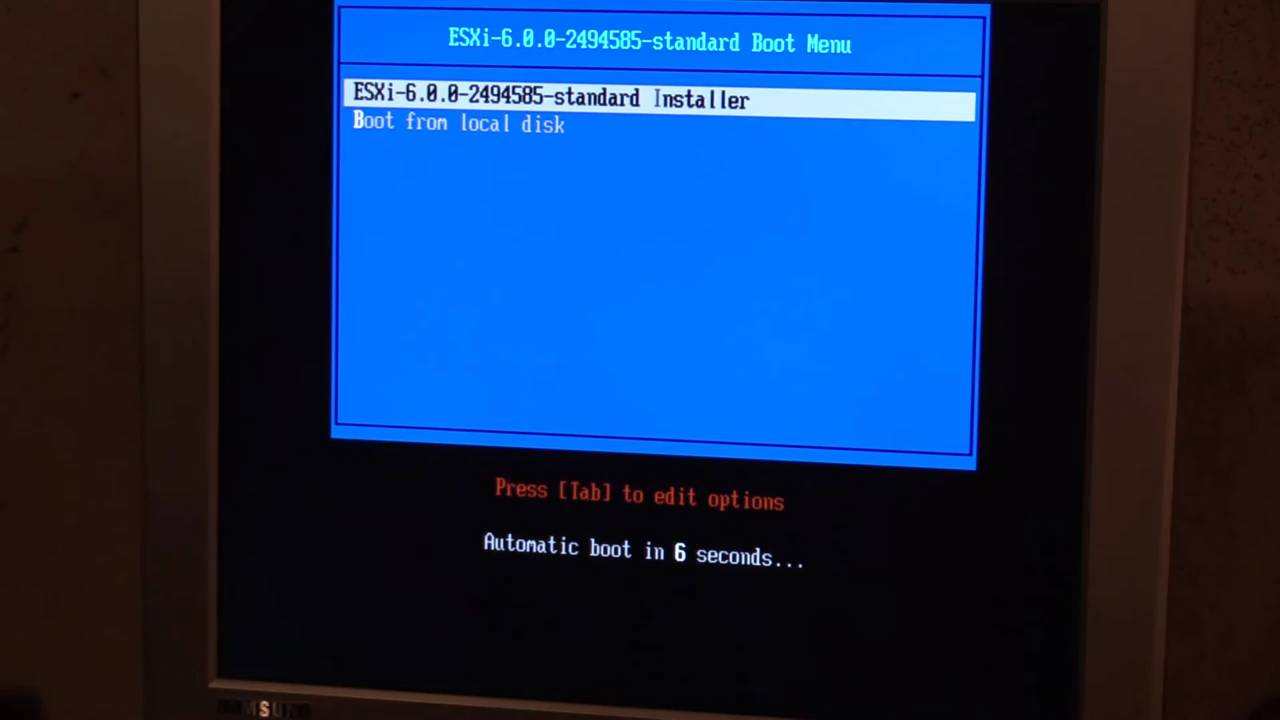 ESXi-6.0.0-2494585-standard Boot Menu
ESXi-6.0.0-2494585-standard Installer
Boot from local disk
Press [Tab] to edit options
Automatic boot in 6 seconds...
SAMSUNG